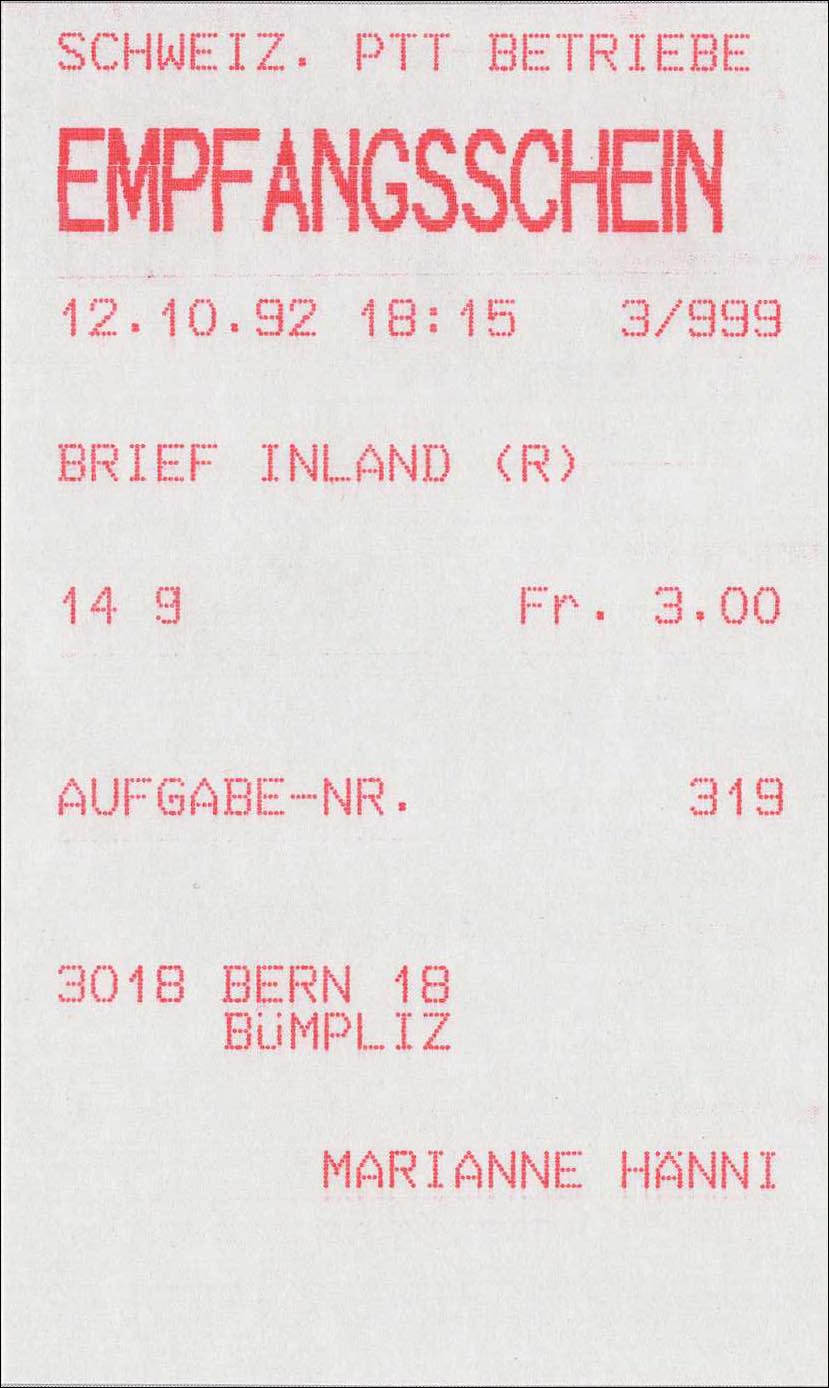 SCHWEIZ. PTT BETRIEBE
EMPFANGSSCHEIN
12.10.92 18:15 3/999
BRIEF INLAND (R)
14 g Fr. 3.00
AUFGABE-NR. 319
3018 BERN 18
BüMPLIZ
MARIANNE HÄNNI